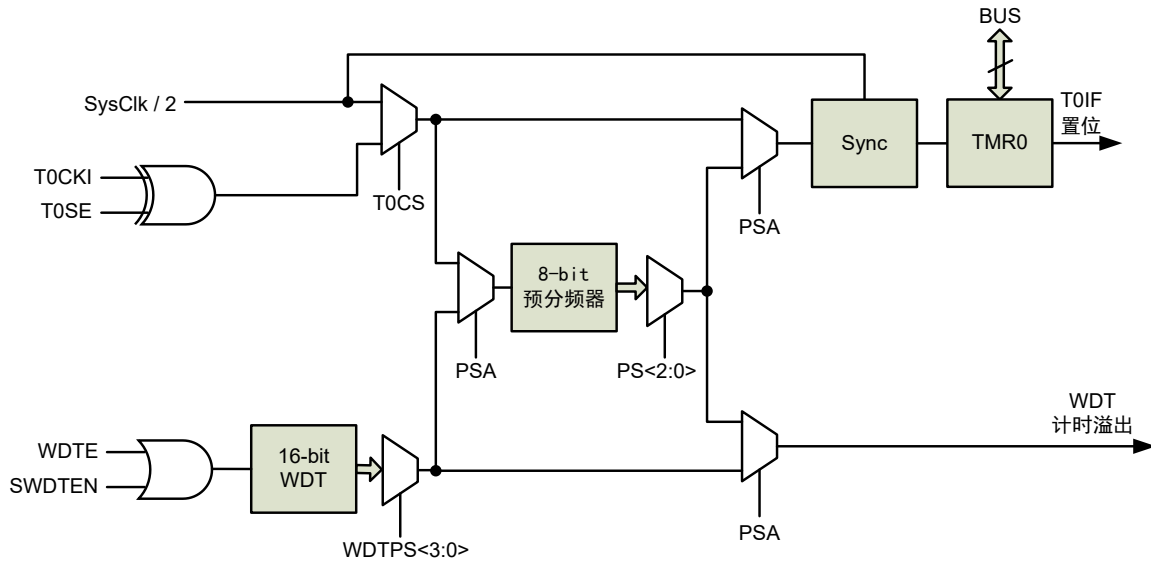 BUS
SysClk / 2
T0IF
置位
Sync
TMR0
T0CKI
T0SE
T0CS
PSA
8-bit
预分频器
PSA
PS<2:0>
WDT
计时溢出
WDTE
SWDTEN
16-bit
WDT
PSA
WDTPS<3:0>